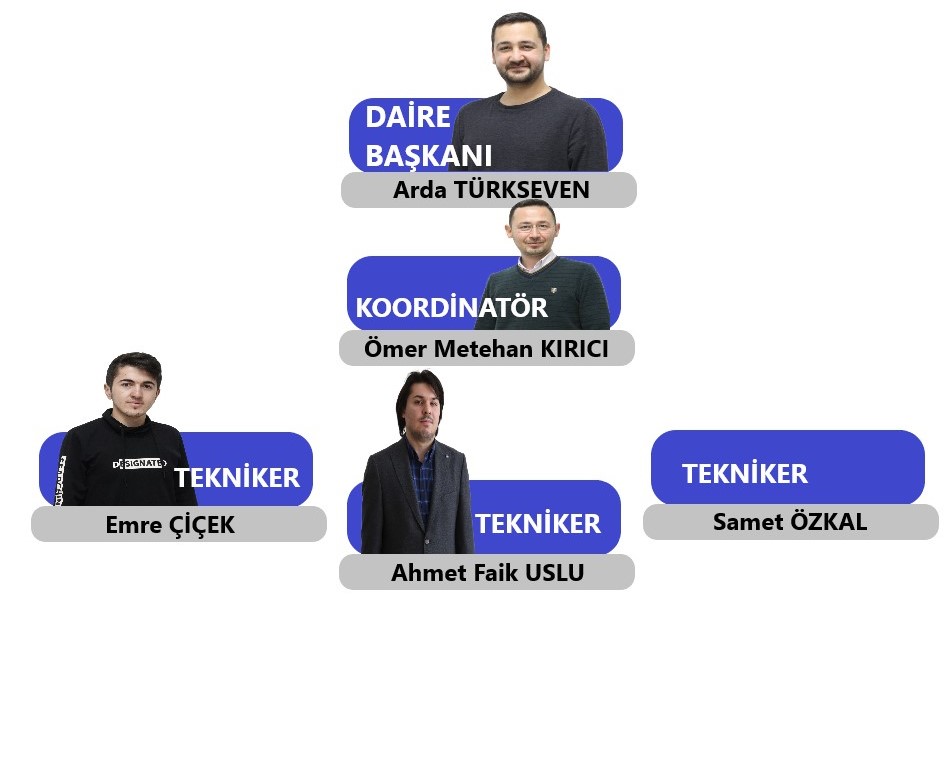 DAİRE
BAŞKANI
Arda TÜRKSEVEN
KOORDİNATÖR
Ömer Metehan KIRICI
DESIGNATED
TEKNİKER
Emre ÇİÇEK
TEKNİKER
Ahmet Faik USLU
TEKNİKER
Samet ÖZKAL